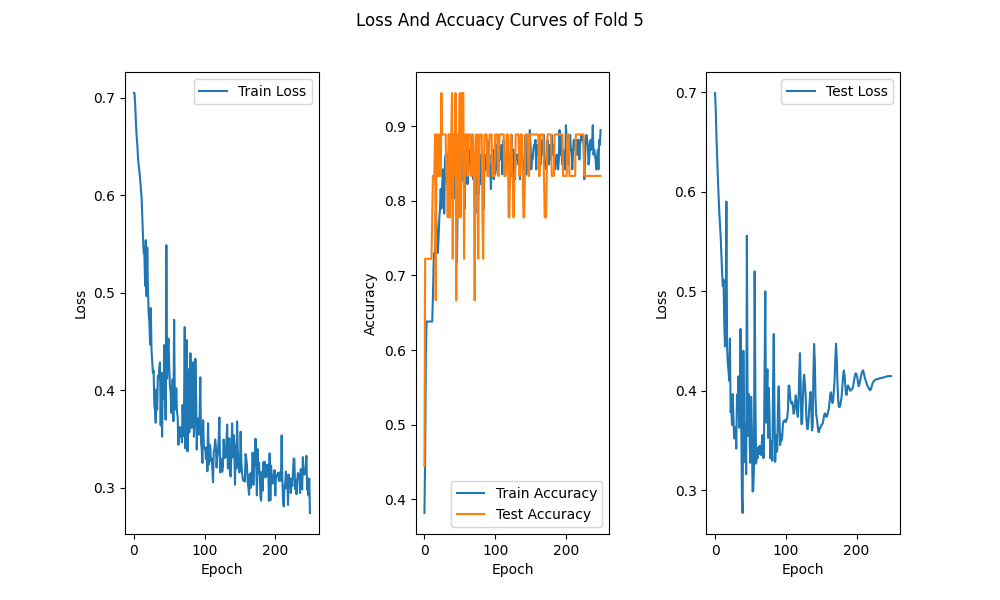 Loss And Accuacy Curves of Fold 5
Train Loss
0.7
0.6
0.5
0.4
0.3
Loss
0
100
200
Epoch
0.9
0.8
0.7
0.6
0.5
0.4
Accuracy
Train Accuracy
Test Accuracy
0
100
200
Epoch
Test Loss
0.7
0.6
0.5
0.4
0.3
Loss
0
100
200
Epoch